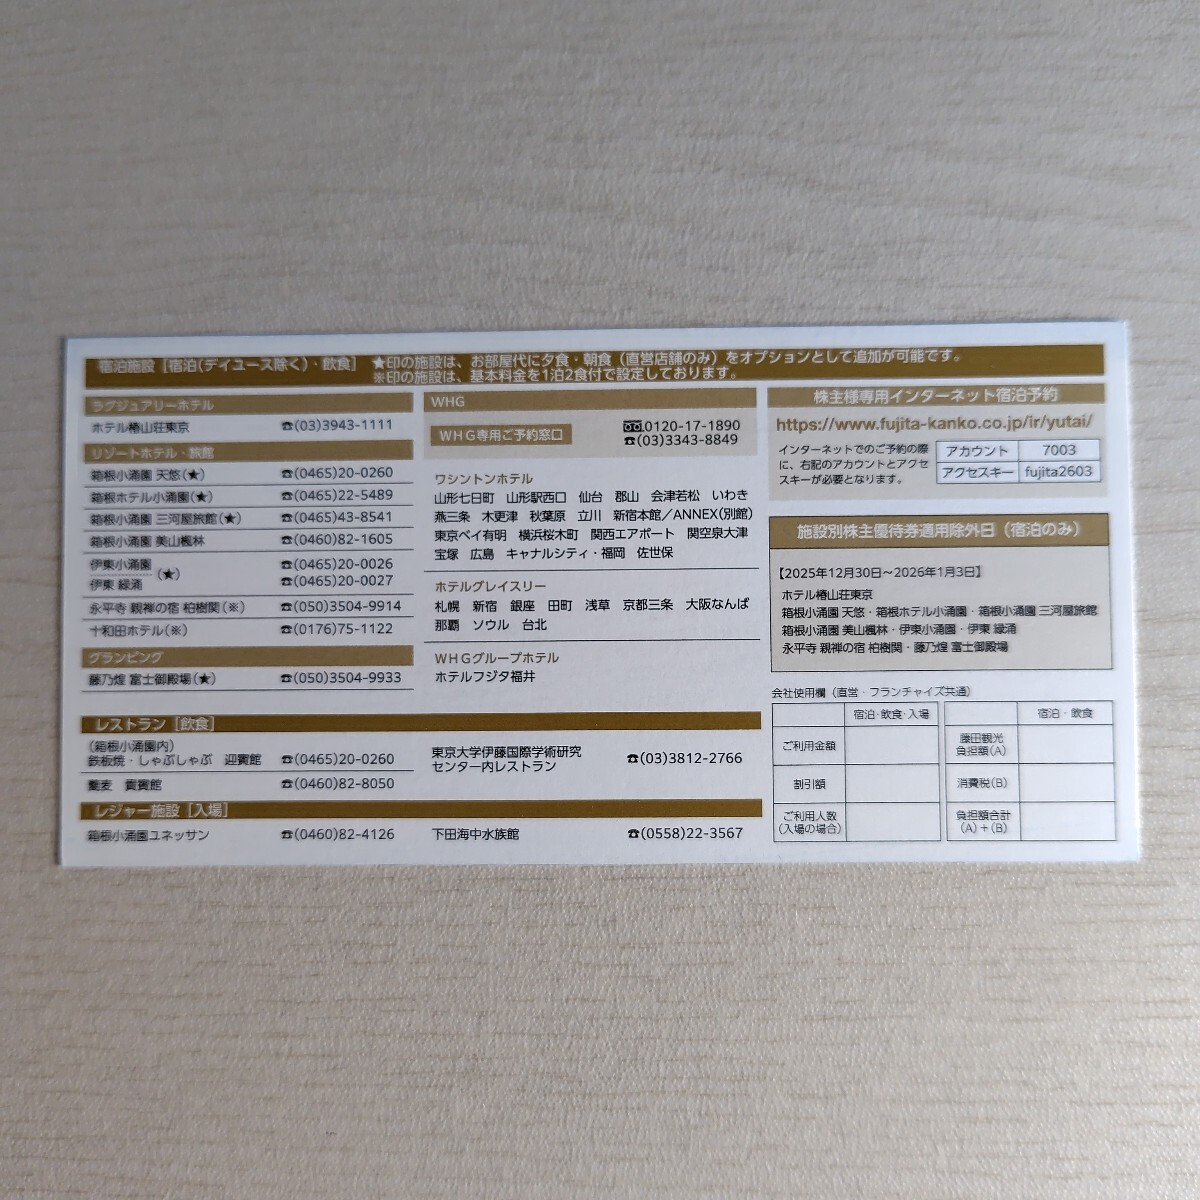 宿泊施設［宿泊(デイユース除く)・飲食］ ★印の施設は、お部屋代に夕食・朝食（直営店舗のみ）をオプションとして追加が可能です。
※印の施設は、基本料金を1泊2食付で設定しております。
ラグジュアリーホテル
ホテル椿山荘東京 ☎(03)3943-1111
リゾートホテル・旅館
箱根小涌園 天悠(★) ☎(0465)20-0260
箱根ホテル小涌園(★) ☎(0465)22-5489
箱根小涌園 三河屋旅館(★) ☎(0465)43-8541
箱根小涌園 美山楓林 ☎(0460)82-1605
伊東小涌園 ☎(0465)20-0026
(★)
伊東 緑涌 ☎(0465)20-0027
永平寺 親禅の宿 柏樹関(※) ☎(050)3504-9914
十和田ホテル(※) ☎(0176)75-1122
グランピング
藤乃煌 富士御殿場(★) ☎(050)3504-9933
WHG
WHG専用ご予約窓口 0120-17-1890
☎(03)3343-8849
ワシントンホテル
山形七日町 山形駅西口 仙台 郡山 会津若松 いわき
燕三条 木更津 秋葉原 立川 新宿本館／ANNEX(別館)
東京ベイ有明 横浜桜木町 関西エアポート 関空泉大津
宝塚 広島 キャナルシティ・福岡 佐世保
ホテルグレイスリー
札幌 新宿 銀座 田町 浅草 京都三条 大阪なんば
那覇 ソウル 台北
WHGグループホテル
ホテルフジタ福井
レストラン［飲食］
（箱根小涌園内）
鉄板焼・しゃぶしゃぶ 迎賓館 ☎(0465)20-0260
蕎麦 貴賓館 ☎(0460)82-8050
東京大学伊藤国際学術研究
センター内レストラン ☎(03)3812-2766
レジャー施設［入場］
箱根小涌園ユネッサン ☎(0460)82-4126
下田海中水族館 ☎(0558)22-3567
株主様専用インターネット宿泊予約
https://www.fujita-kanko.co.jp/ir/yutai/
インターネットでのご予約の際
に、右記のアカウントとアクセ
スキーが必要となります。
アカウント 7003
アクセスキー fujita2603
施設別株主優待券適用除外日（宿泊のみ）
【2025年12月30日～2026年1月3日】
ホテル椿山荘東京
箱根小涌園 天悠・箱根ホテル小涌園・箱根小涌園 三河屋旅館
箱根小涌園 美山楓林・伊東小涌園・伊東 緑涌
永平寺 親禅の宿 柏樹関・藤乃煌 富士御殿場
会社使用欄（直営・フランチャイズ共通）
宿泊・飲食・入場
ご利用金額
割引額
ご利用人数
(入場の場合)
宿泊・飲食
藤田観光
負担額(A)
消費税(B)
負担額合計
(A)＋(B)